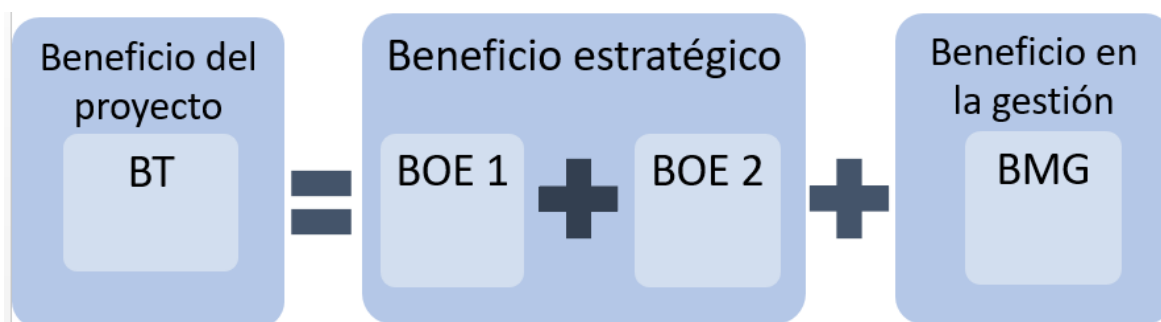 Beneficio del
proyecto
BT
=
Beneficio estratégico
BOE 1
+
BOE 2
+
Beneficio en
la gestión
BMG